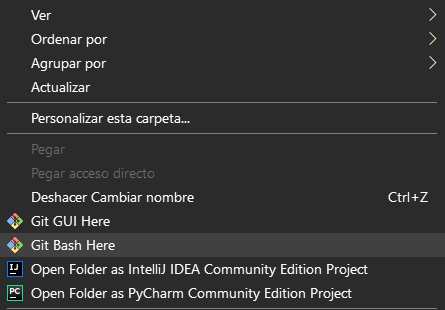 Ver
Ordenar por
Agrupar por
Actualizar
Personalizar esta carpeta...
Pegar
Pegar acceso directo
Deshacer Cambiar nombre Ctrl+Z
Git GUI Here
Git Bash Here
IJ Open Folder as IntelliJ IDEA Community Edition Project
PC Open Folder as PyCharm Community Edition Project